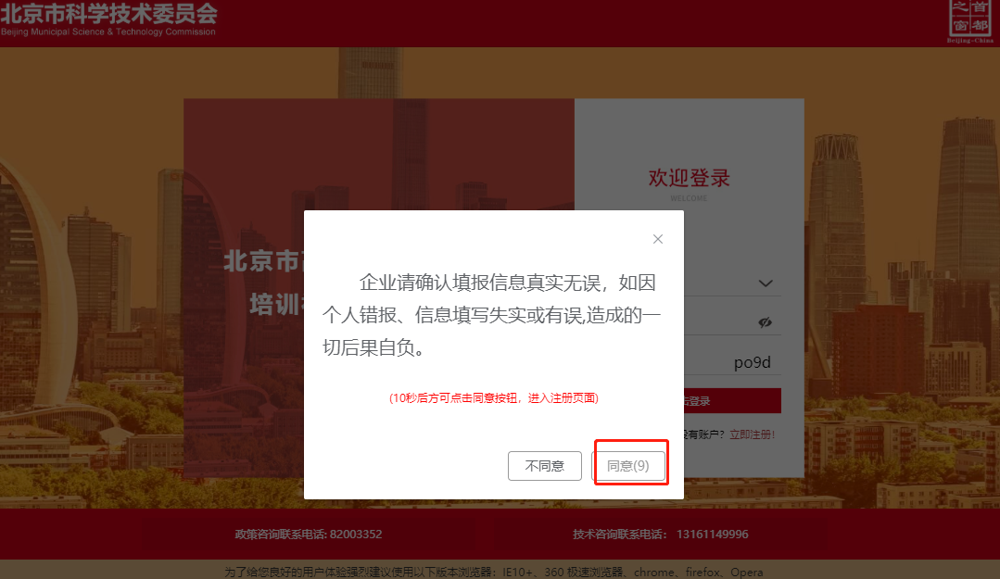 北京市科学技术委员会
Beijing Municipal Science & Technology Commission
首都
之窗
Beijing-China
欢迎登录
WELCOME
北京市
培训
企业请确认填报信息真实无误，如因
个人错报、信息填写失实或有误,造成的一
切后果自负。
(10秒后方可点击同意按钮，进入注册页面)
不同意
同意(9)
po9d
击登录
没有账户？立即注册!
政策咨询联系电话: 82003352
技术咨询联系电话： 13161149996
为了给您良好的用户体验强烈建议使用以下版本浏览器：IE10+、360 极速浏览器、chrome、firefox、Opera